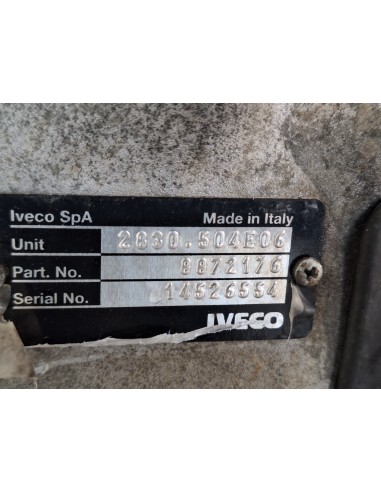 Iveco SpA Made in Italy
Unit 2830.504E06
Part. No. 8872176
Serial No. 14526554
IVECO